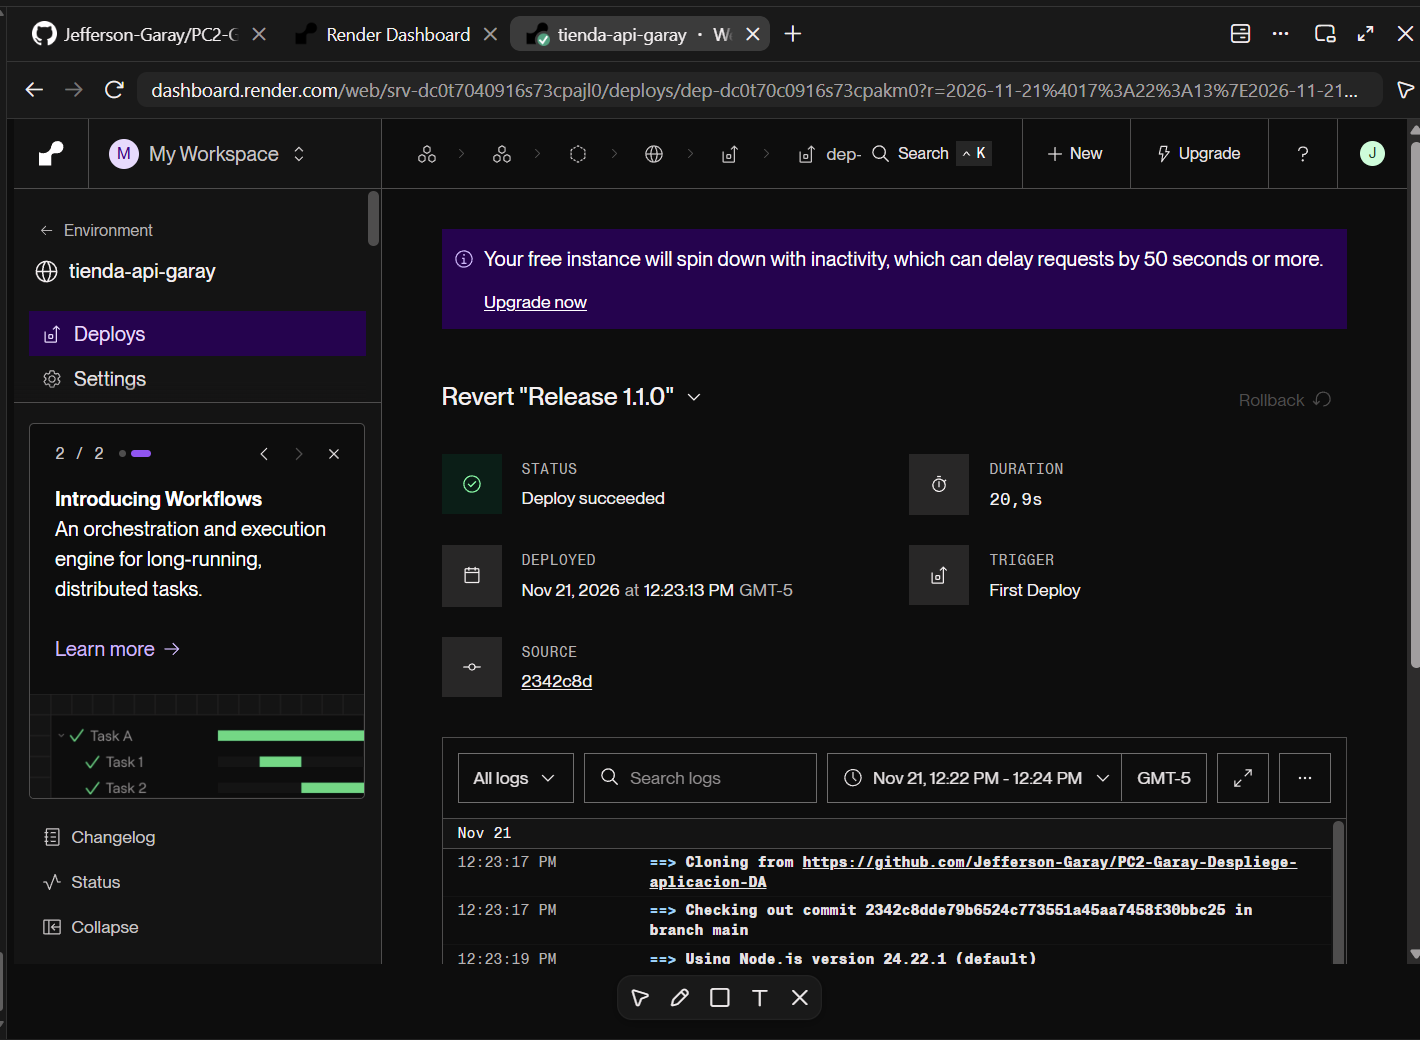 Jefferson-Garay/PC2-G
Render Dashboard
tienda-api-garay · W
dashboard.render.com/web/srv-dc0t7040916s73cpajl0/deploys/dep-dc0t70c0916s73cpakm0?r=2026-11-21%4017%3A22%3A13%7E2026-11-21...
M My Workspace
dep-
Search ^ K
+ New
Upgrade
?
J
← Environment
tienda-api-garay
Deploys
Settings
2 / 2
Introducing Workflows
An orchestration and execution
engine for long-running,
distributed tasks.
Learn more →
Task A
Task 1
Task 2
Changelog
Status
Collapse
Your free instance will spin down with inactivity, which can delay requests by 50 seconds or more.
Upgrade now
Revert "Release 1.1.0"
Rollback
STATUS
Deploy succeeded
DURATION
20,9s
DEPLOYED
Nov 21, 2026 at 12:23:13 PM GMT-5
TRIGGER
First Deploy
SOURCE
2342c8d
All logs
Search logs
Nov 21, 12:22 PM - 12:24 PM
GMT-5
...
Nov 21
12:23:17 PM ==> Cloning from https://github.com/Jefferson-Garay/PC2-Garay-Despliege-
aplicacion-DA
12:23:17 PM ==> Checking out commit 2342c8dde79b6524c773551a45aa7458f30bbc25 in
branch main
12:23:19 PM ==> Using Node.js version 24.22.1 (default)
T